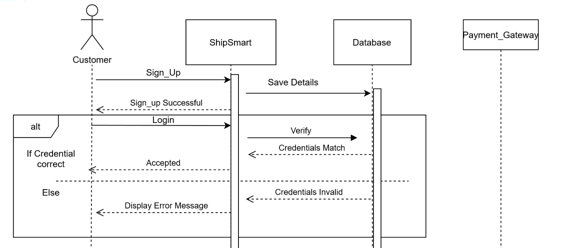 ShipSmart
Database
Payment_Gateway
Customer
Sign_Up
Save Details
Sign_up Successful
Login
alt
Verify
If Credential
correct
Credentials Match
Accepted
Else
Credentials Invalid
Display Error Message